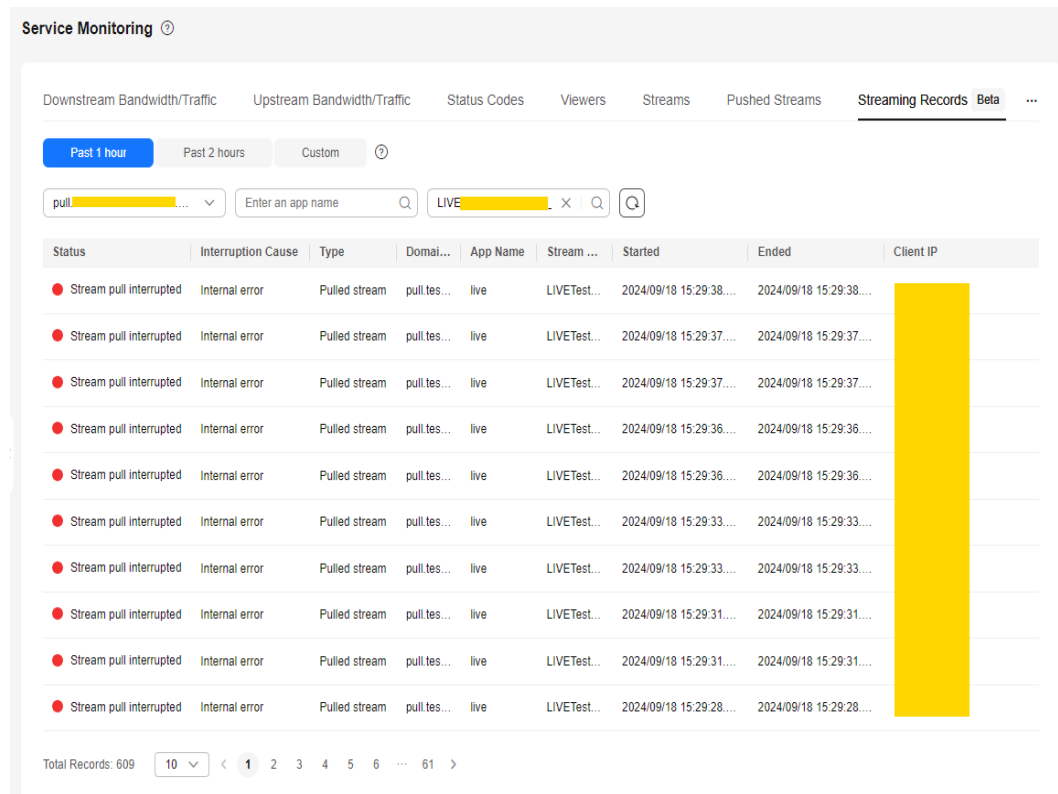 Service Monitoring ?
Downstream Bandwidth/Traffic Upstream Bandwidth/Traffic Status Codes Viewers Streams Pushed Streams Streaming Records Beta ...
Past 1 hour Past 2 hours Custom ?
pull. .... Enter an app name LIVE _
Status Interruption Cause Type Domai... App Name Stream ... Started Ended Client IP
Stream pull interrupted Internal error Pulled stream pull.tes... live LIVETest... 2024/09/18 15:29:38.... 2024/09/18 15:29:38....
Stream pull interrupted Internal error Pulled stream pull.tes... live LIVETest... 2024/09/18 15:29:37.... 2024/09/18 15:29:37....
Stream pull interrupted Internal error Pulled stream pull.tes... live LIVETest... 2024/09/18 15:29:37.... 2024/09/18 15:29:37....
Stream pull interrupted Internal error Pulled stream pull.tes... live LIVETest... 2024/09/18 15:29:36.... 2024/09/18 15:29:36....
Stream pull interrupted Internal error Pulled stream pull.tes... live LIVETest... 2024/09/18 15:29:36.... 2024/09/18 15:29:36....
Stream pull interrupted Internal error Pulled stream pull.tes... live LIVETest... 2024/09/18 15:29:33.... 2024/09/18 15:29:33....
Stream pull interrupted Internal error Pulled stream pull.tes... live LIVETest... 2024/09/18 15:29:33.... 2024/09/18 15:29:33....
Stream pull interrupted Internal error Pulled stream pull.tes... live LIVETest... 2024/09/18 15:29:31.... 2024/09/18 15:29:31....
Stream pull interrupted Internal error Pulled stream pull.tes... live LIVETest... 2024/09/18 15:29:31.... 2024/09/18 15:29:31....
Stream pull interrupted Internal error Pulled stream pull.tes... live LIVETest... 2024/09/18 15:29:28.... 2024/09/18 15:29:28....
Total Records: 609 10 < 1 2 3 4 5 6 ... 61 >